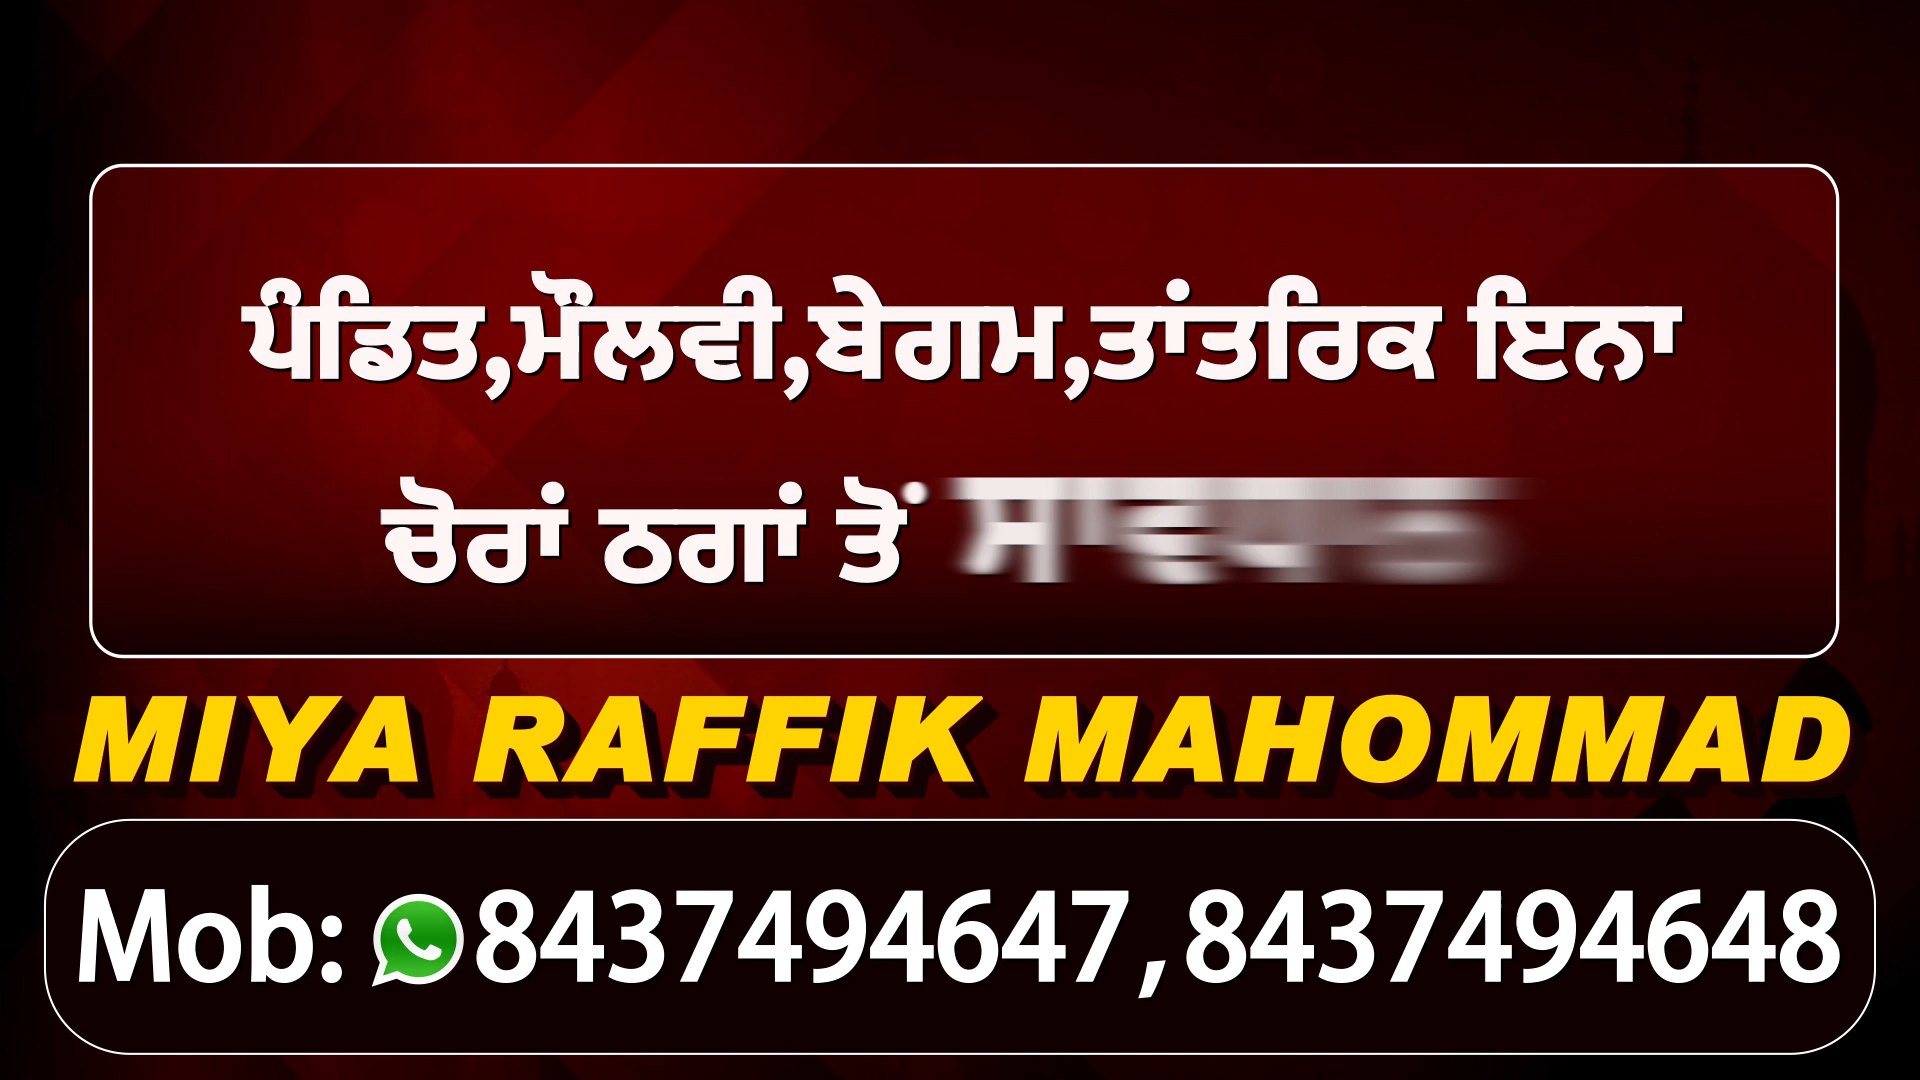 ਪੰਡਿਤ,ਮੌਲਵੀ,ਬੇਗਮ,ਤਾਂਤਰਿਕ ਇਨਾ
ਚੋਰਾਂ ਠਗਾਂ ਤੋਂ
MIYA RAFFIK MAHOMMAD
Mob: 8437494647, 8437494648